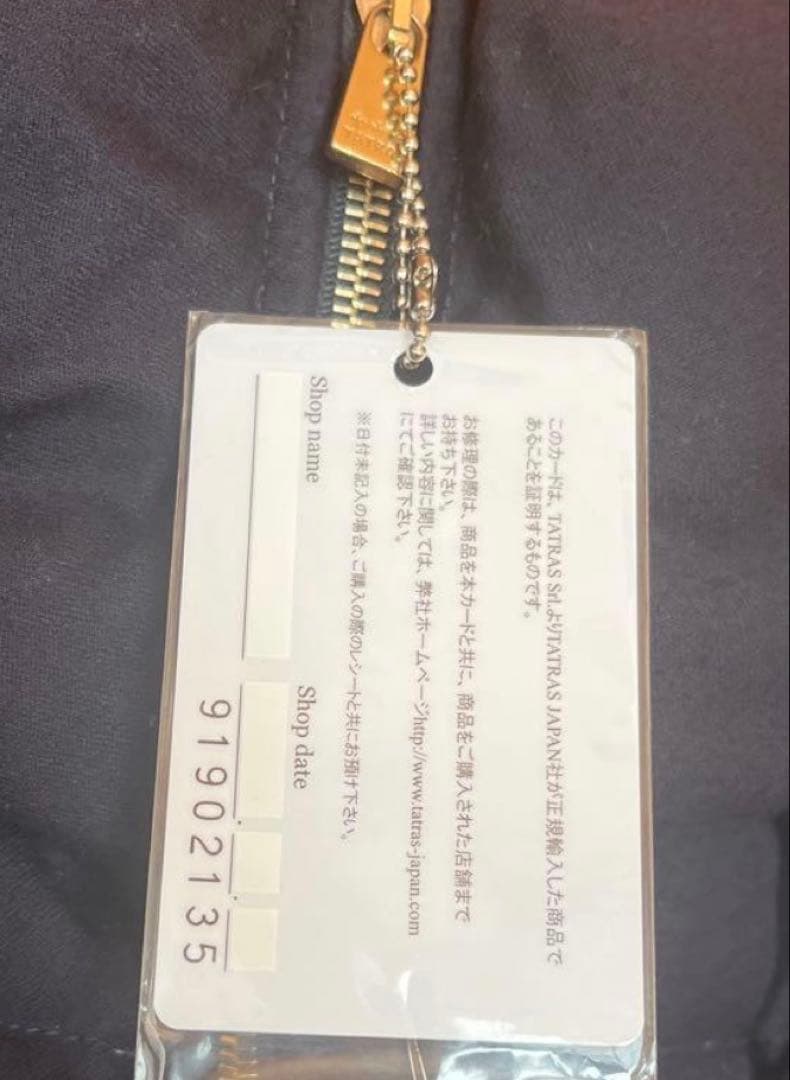 このカードは、TATRAS Srl.よりTATRAS JAPAN社が正規輸入した商品で
あることを証明するものです。
お修理の際は、商品を本カードと共に、商品をご購入された店舗まで
お持ち下さい。
詳しい内容に関しては、弊社ホームページhttp://www.tatras-japan.com
にてご確認下さい。
※日付未記入の場合、ご購入の際のレシートと共にお預け下さい。
Shop name
Shop date
91902135